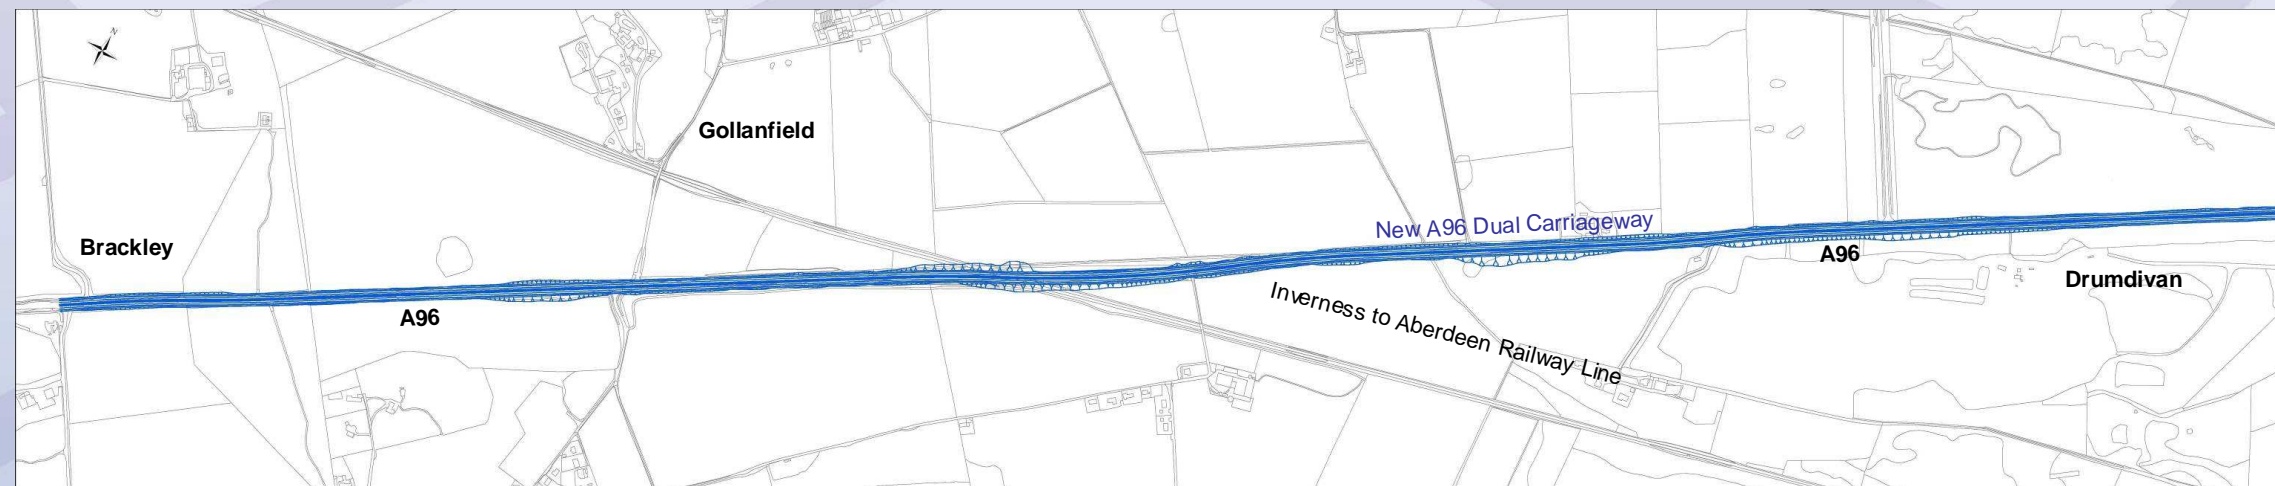 N
Gollanfield
New A96 Dual Carriageway
Brackley
A96
Drumdivan
A96
Inverness to Aberdeen Railway Line